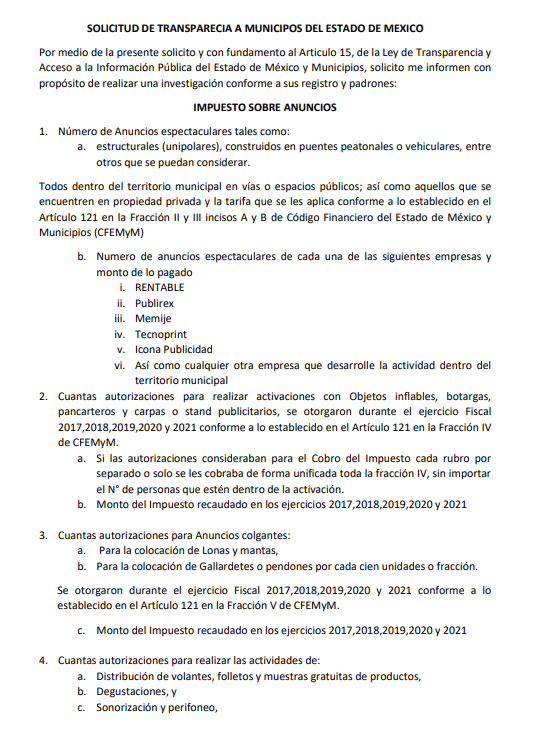 SOLICITUD DE TRANSPARECIA A MUNICIPOS DEL ESTADO DE MEXICO
Por medio de la presente solicito y con fundamento al Articulo 15, de la Ley de Transparencia y
Acceso a la Información Pública del Estado de México y Municipios, solicito me informen con
propósito de realizar una investigación conforme a sus registro y padrones:
IMPUESTO SOBRE ANUNCIOS
1. Número de Anuncios espectaculares tales como:
a. estructurales (unipolares), construidos en puentes peatonales o vehiculares, entre
otros que se puedan considerar.
Todos dentro del territorio municipal en vías o espacios públicos; así como aquellos que se
encuentren en propiedad privada y la tarifa que se les aplica conforme a lo establecido en el
Artículo 121 en la Fracción II y III incisos A y B de Código Financiero del Estado de México y
Municipios (CFEMyM)
b. Numero de anuncios espectaculares de cada una de las siguientes empresas y
monto de lo pagado
i. RENTABLE
ii. Publirex
iii. Memije
iv. Tecnoprint
v. Icona Publicidad
vi. Así como cualquier otra empresa que desarrolle la actividad dentro del
territorio municipal
2. Cuantas autorizaciones para realizar activaciones con Objetos inflables, botargas,
pancarteros y carpas o stand publicitarios, se otorgaron durante el ejercicio Fiscal
2017,2018,2019,2020 y 2021 conforme a lo establecido en el Artículo 121 en la Fracción IV
de CFEMyM.
a. Si las autorizaciones consideraban para el Cobro del Impuesto cada rubro por
separado o solo se les cobraba de forma unificada toda la fracción IV, sin importar
el N° de personas que estén dentro de la activación.
b. Monto del Impuesto recaudado en los ejercicios 2017,2018,2019,2020 y 2021
3. Cuantas autorizaciones para Anuncios colgantes:
a. Para la colocación de Lonas y mantas,
b. Para la colocación de Gallardetes o pendones por cada cien unidades o fracción.
Se otorgaron durante el ejercicio Fiscal 2017,2018,2019,2020 y 2021 conforme a lo
establecido en el Artículo 121 en la Fracción V de CFEMyM.
c. Monto del Impuesto recaudado en los ejercicios 2017,2018,2019,2020 y 2021
4. Cuantas autorizaciones para realizar las actividades de:
a. Distribución de volantes, folletos y muestras gratuitas de productos,
b. Degustaciones, y
c. Sonorización y perifoneo,